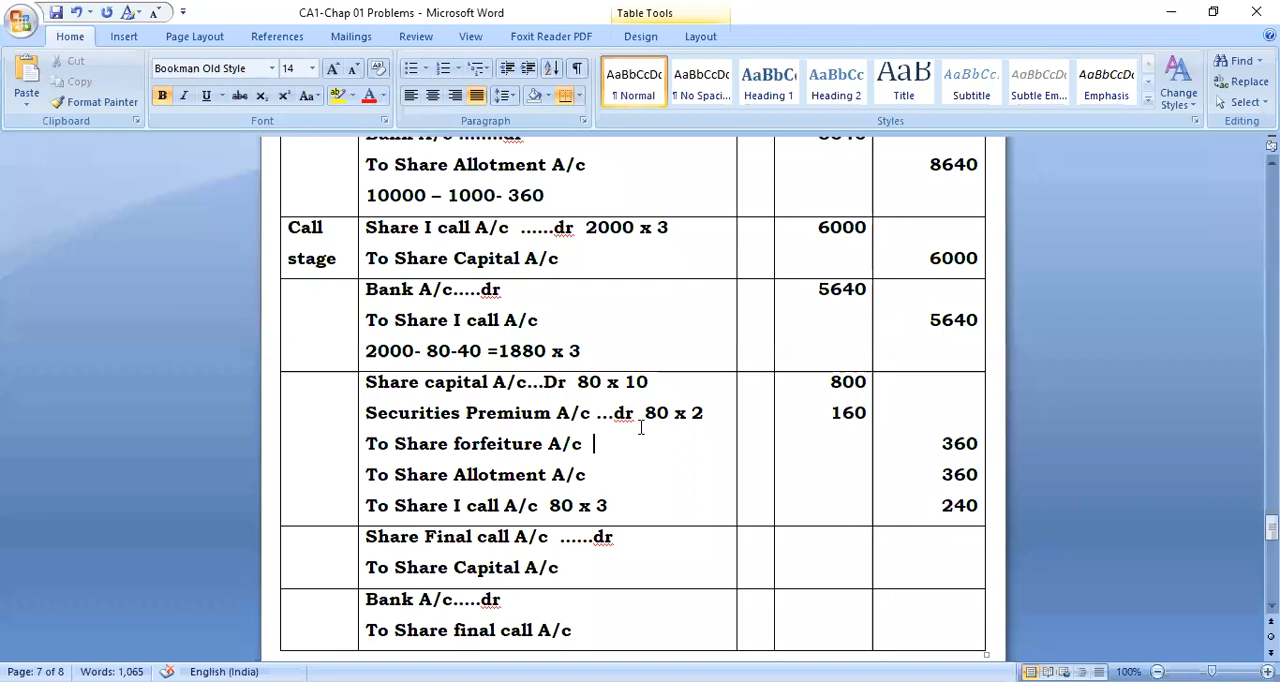 CA1-Chap 01 Problems - Microsoft Word
Table Tools
Home Insert Page Layout References Mailings Review View Foxit Reader PDF Design Layout
Paste
Cut
Copy
Format Painter
Clipboard
Bookman Old Style 14
B I U abc x₂ x² Aa
Font
Paragraph
AaBbCcDc AaBbCcDc AaBbC AaBbCc AaB AaBbCc. AaBbCcDc AaBbCcDc
¶ Normal ¶ No Spaci... Heading 1 Heading 2 Title Subtitle Subtle Em... Emphasis
Change Styles
Styles
Find
Replace
Select
Editing
To Share Allotment A/c 8640
10000 – 1000- 360
Call stage
Share I call A/c ......dr 2000 x 3 6000
To Share Capital A/c 6000
Bank A/c.....dr 5640
To Share I call A/c 5640
2000- 80-40 =1880 x 3
Share capital A/c...Dr 80 x 10 800
Securities Premium A/c ...dr 80 x 2 160
To Share forfeiture A/c 360
To Share Allotment A/c 360
To Share I call A/c 80 x 3 240
Share Final call A/c ......dr
To Share Capital A/c
Bank A/c.....dr
To Share final call A/c
Page: 7 of 8 Words: 1,065 English (India) 100%